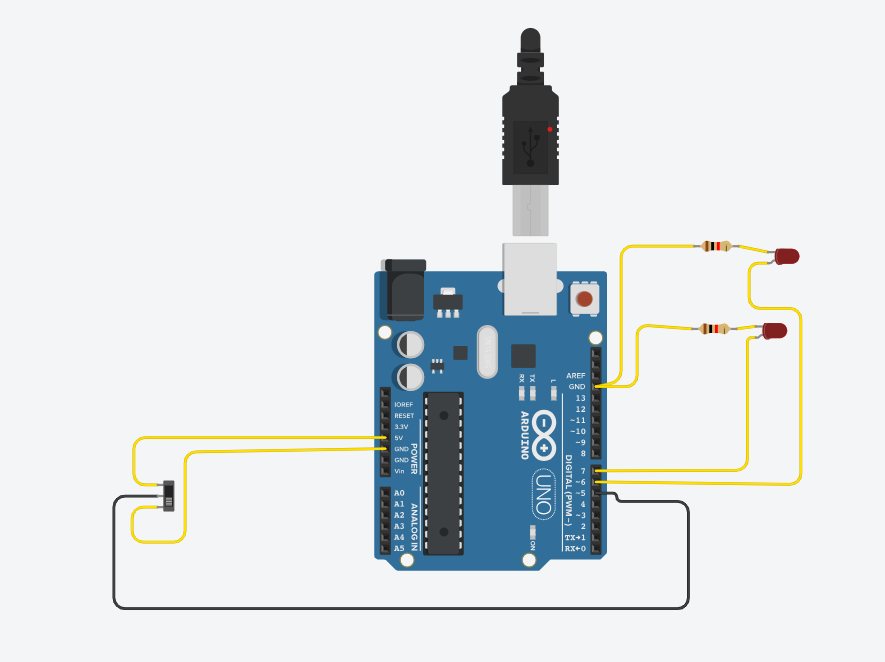 AREF
GND
13
12
~11
~10
~9
8
7
~6
~5
4
~3
2
TX→1
RX←0
DIGITAL (PWM~)
IOREF
RESET
3.3V
5V
GND
GND
Vin
POWER
A0
A1
A2
A3
A4
A5
ANALOG IN
RX
TX
L
ARDUINO
UNO
ON